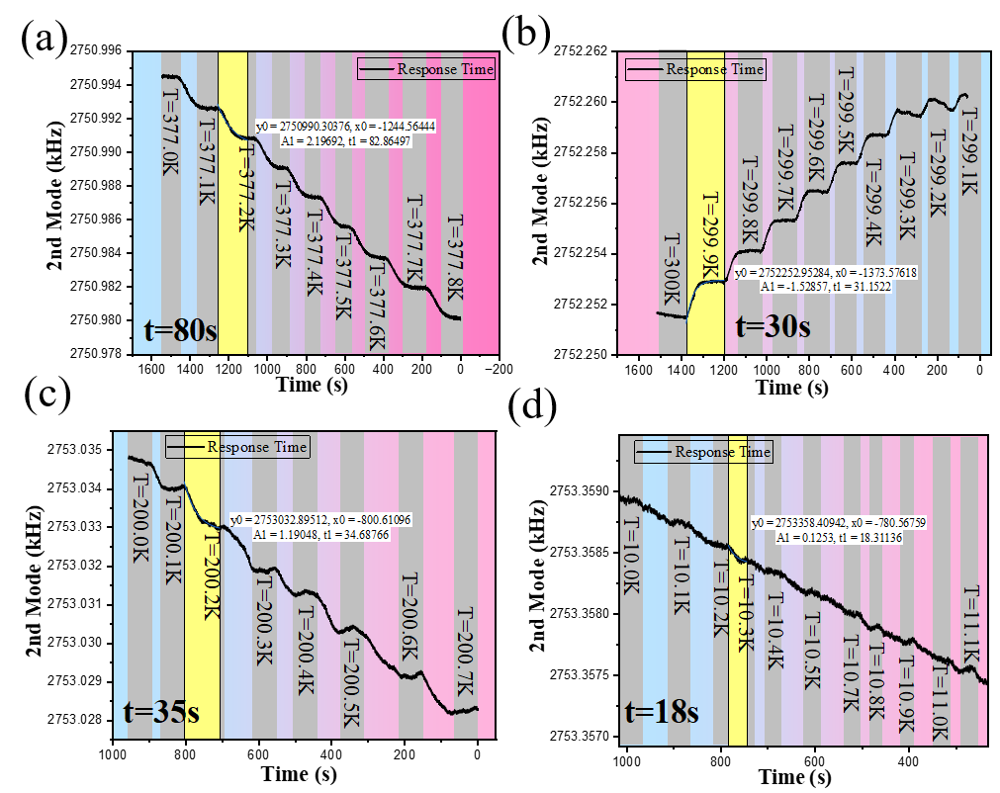 (a)
2nd Mode (kHz)
2750.996
2750.994
2750.992
2750.990
2750.988
2750.986
2750.984
2750.982
2750.980
2750.978
Response Time
T=377.0K
T=377.1K
T=377.2K
T=377.3K
T=377.4K
T=377.5K
T=377.6K
T=377.7K
T=377.8K
y0 = 2750990.30376, x0 = -1244.56444
A1 = 2.19692, t1 = 82.86497
t=80s
1600 1400 1200 1000 800 600 400 200 0 −200
Time (s)
(b)
2nd Mode (kHz)
2752.262
2752.260
2752.258
2752.256
2752.254
2752.252
2752.250
Response Time
T=300K
T=299.9K
T=299.8K
T=299.7K
T=299.6K
T=299.5K
T=299.4K
T=299.3K
T=299.2K
T=299.1K
y0 = 2752252.95284, x0 = -1373.57618
A1 = -1.52857, t1 = 31.1522
t=30s
1600 1400 1200 1000 800 600 400 200 0
Time (s)
(c)
2nd Mode (kHz)
2753.035
2753.034
2753.033
2753.032
2753.031
2753.030
2753.029
2753.028
Response Time
T=200.0K
T=200.1K
T=200.2K
T=200.3K
T=200.4K
T=200.5K
T=200.6K
T=200.7K
y0 = 2753032.89512, x0 = -800.61096
A1 = 1.19048, t1 = 34.68766
t=35s
1000 800 600 400 200 0
Time (s)
(d)
2nd Mode (kHz)
2753.3590
2753.3585
2753.3580
2753.3575
2753.3570
Response Time
T=10.0K
T=10.1K
T=10.2K
T=10.3K
T=10.4K
T=10.5K
T=10.7K
T=10.8K
T=10.9K
T=11.0K
T=11.1K
y0 = 2753358.40942, x0 = -780.56759
A1 = 0.1253, t1 = 18.31136
t=18s
1000 800 600 400
Time (s)